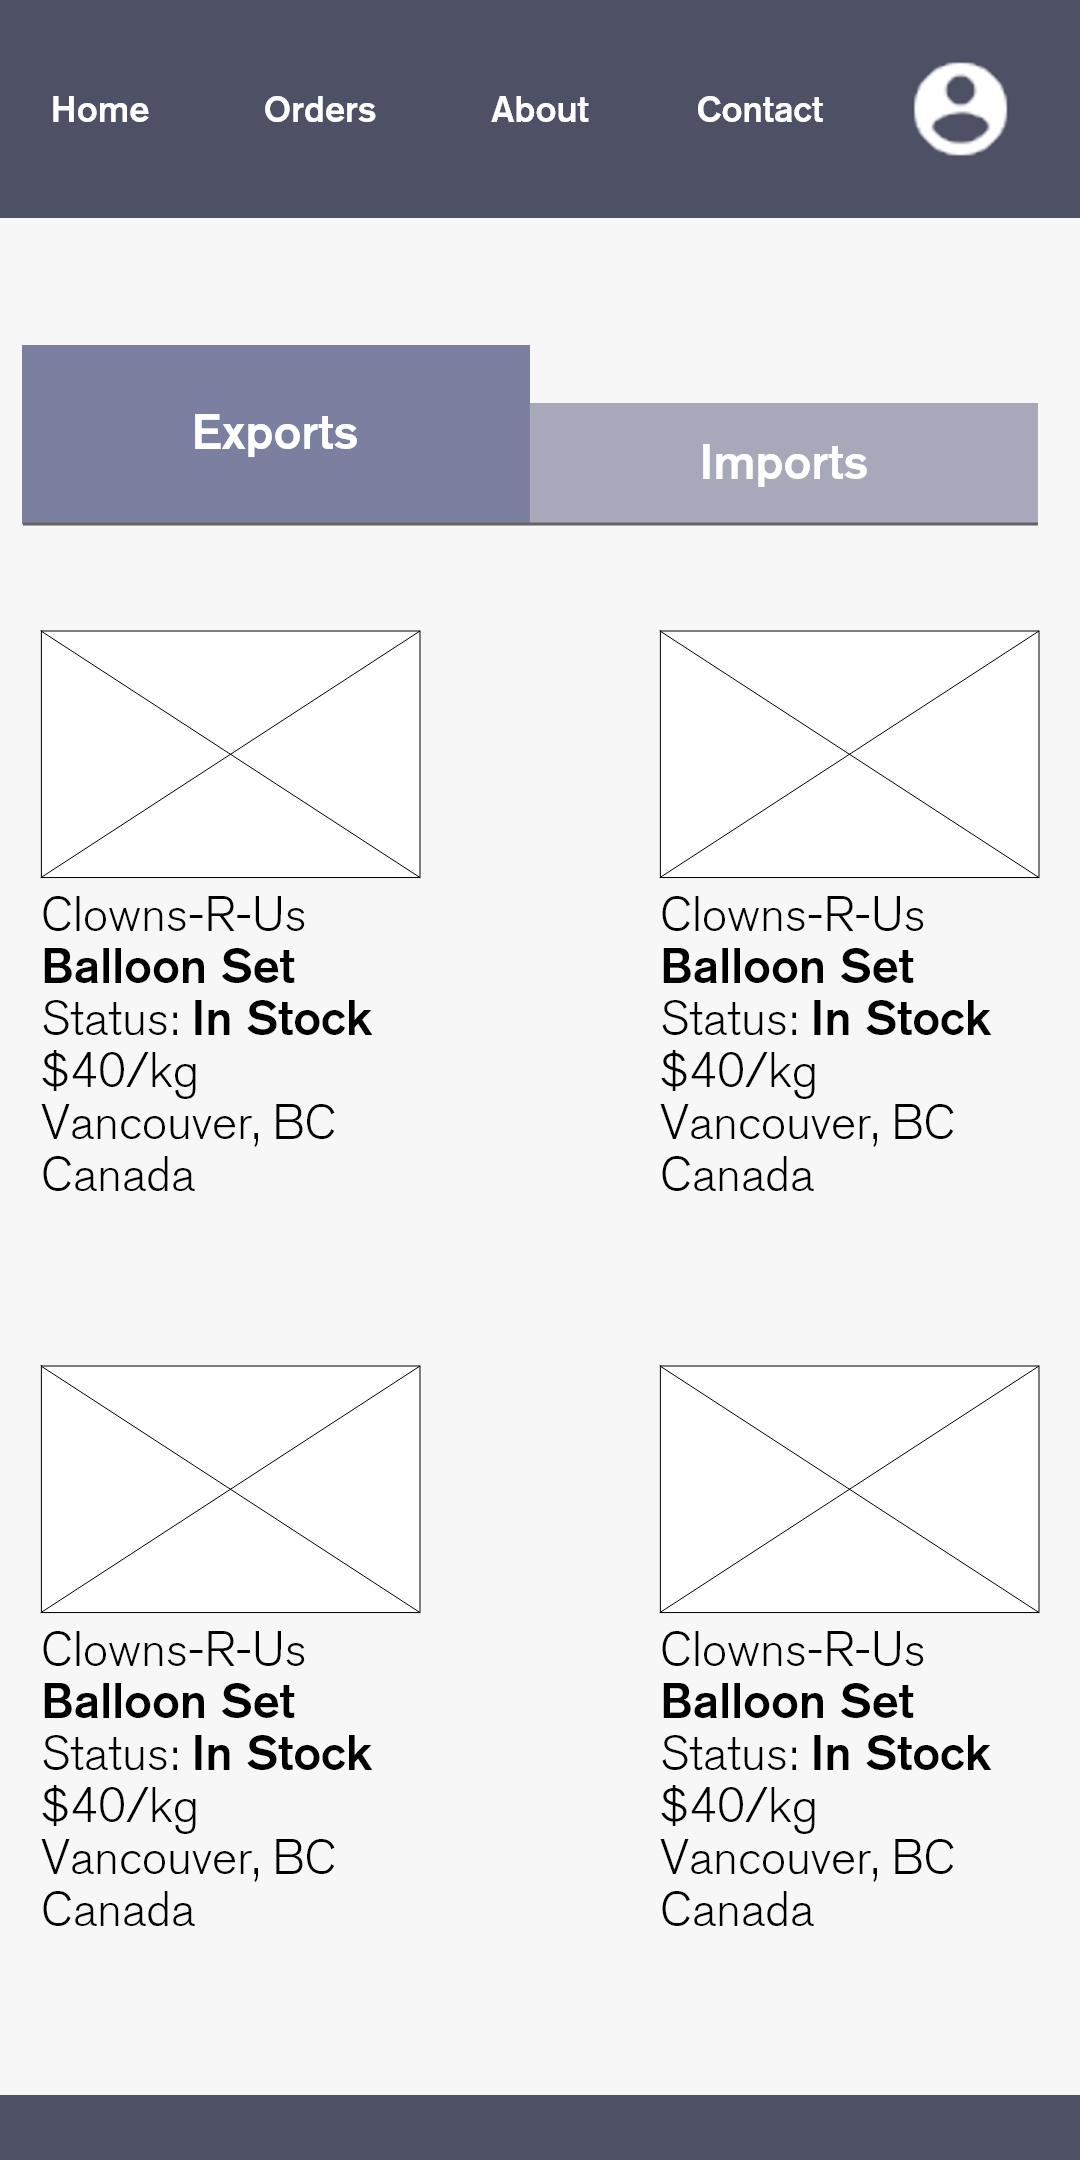 Home Orders About Contact
Exports
Imports
Clowns-R-Us
Balloon Set
Status: In Stock
$40/kg
Vancouver, BC
Canada
Clowns-R-Us
Balloon Set
Status: In Stock
$40/kg
Vancouver, BC
Canada
Clowns-R-Us
Balloon Set
Status: In Stock
$40/kg
Vancouver, BC
Canada
Clowns-R-Us
Balloon Set
Status: In Stock
$40/kg
Vancouver, BC
Canada